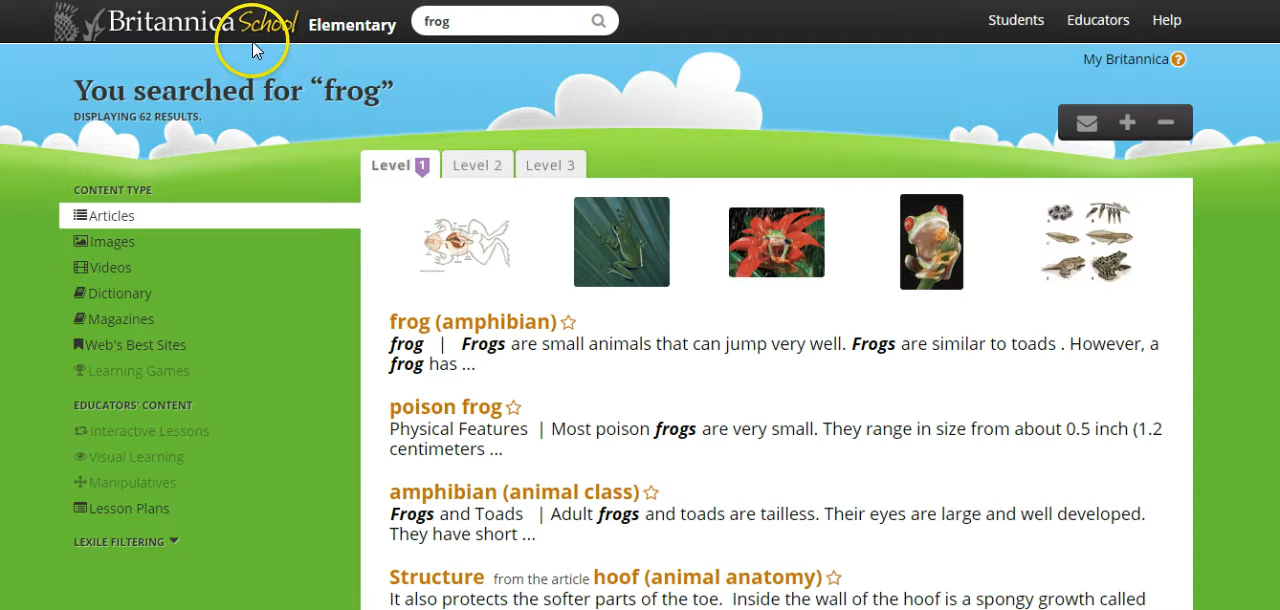 Britannica School Elementary frog Students Educators Help
My Britannica ?
You searched for “frog”
DISPLAYING 62 RESULTS.
Level 1 Level 2 Level 3
CONTENT TYPE
Articles
Images
Videos
Dictionary
Magazines
Web's Best Sites
Learning Games
EDUCATORS' CONTENT
Interactive Lessons
Visual Learning
Manipulatives
Lesson Plans
LEXILE FILTERING
frog (amphibian)
frog | Frogs are small animals that can jump very well. Frogs are similar to toads . However, a
frog has ...
poison frog
Physical Features | Most poison frogs are very small. They range in size from about 0.5 inch (1.2
centimeters ...
amphibian (animal class)
Frogs and Toads | Adult frogs and toads are tailless. Their eyes are large and well developed.
They have short ...
Structure from the article hoof (animal anatomy)
It also protects the softer parts of the toe. Inside the wall of the hoof is a spongy growth called